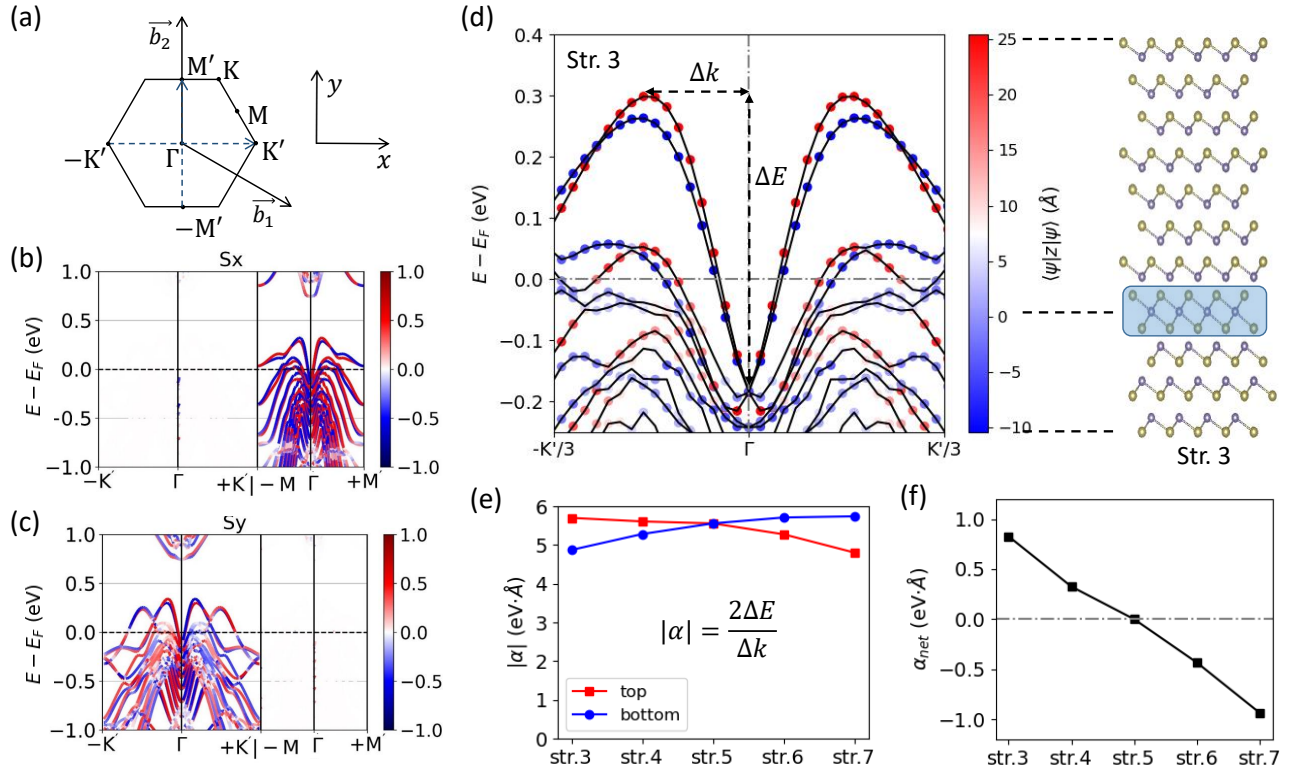 (a)
b₂
M′
K
M
−K′
Γ
K′
−M′
b₁
y
x
(b)
Sx
E − E_F (eV)
1.0
0.5
0.0
−0.5
−1.0
−K′
Γ
+K′| − M
Γ
+M′
1.0
0.5
0.0
−0.5
−1.0
(c)
Sy
E − E_F (eV)
1.0
0.5
0.0
−0.5
−1.0
−K′
Γ
+K′| − M
Γ
+M′
1.0
0.5
0.0
−0.5
−1.0
(d)
Str. 3
Δk
ΔE
E − E_F (eV)
0.4
0.3
0.2
0.1
0.0
−0.1
−0.2
-K′/3
Γ
K′/3
25
20
15
10
5
0
−5
−10
⟨ψ|z|ψ⟩ (Å)
Str. 3
(e)
|α| (eV·Å)
6
5
4
3
2
1
0
|α| = 2ΔE/Δk
top
bottom
str.3
str.4
str.5
str.6
str.7
(f)
α_net (eV·Å)
1.0
0.5
0.0
−0.5
−1.0
str.3
str.4
str.5
str.6
str.7